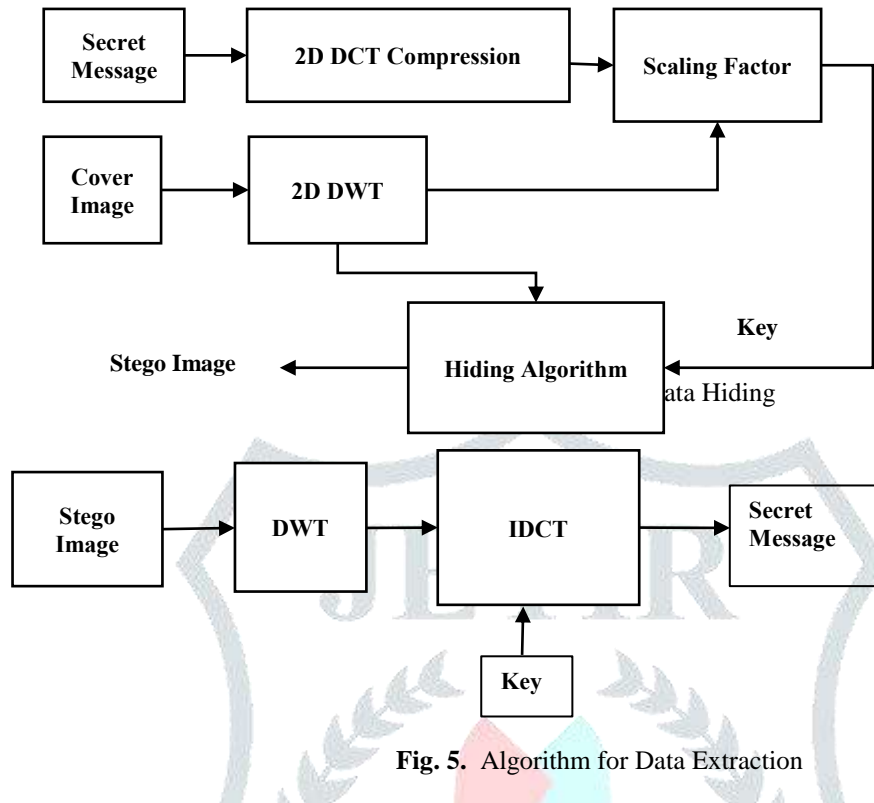 Secret
Message
2D DCT Compression
Scaling Factor
Cover
Image
2D DWT
Key
Stego Image
Hiding Algorithm
ata Hiding
Stego
Image
DWT
IDCT
Secret
Message
Key
Fig. 5. Algorithm for Data Extraction